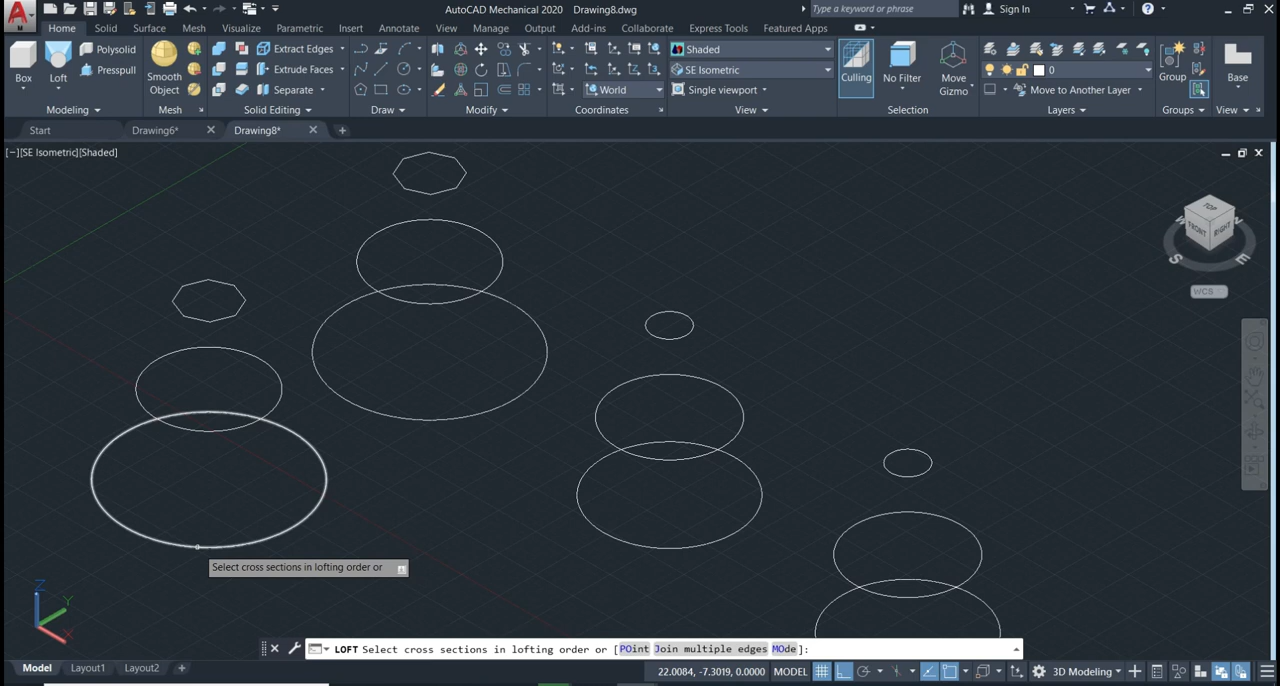 AutoCAD Mechanical 2020 Drawing8.dwg
Type a keyword or phrase
Sign In
Home Solid Surface Mesh Visualize Parametric Insert Annotate View Manage Output Add-ins Collaborate Express Tools Featured Apps
Box
Loft
Polysolid
Presspull
Modeling
Smooth
Object
Mesh
Extract Edges
Extrude Faces
Separate
Solid Editing
Draw
Modify
World
Coordinates
Shaded
SE Isometric
Single viewport
View
Culling
No Filter
Move
Gizmo
Selection
0
Move to Another Layer
Layers
Group
Groups
Base
View
Start Drawing6* Drawing8*
[−][SE Isometric][Shaded]
TOP
FRONT
RIGHT
W
N
S
E
WCS
Select cross sections in lofting order or
Z
Y
X
LOFT Select cross sections in lofting order or [POint Join multiple edges MOde]:
Model Layout1 Layout2
22.0084, -7.3019, 0.0000 MODEL
3D Modeling